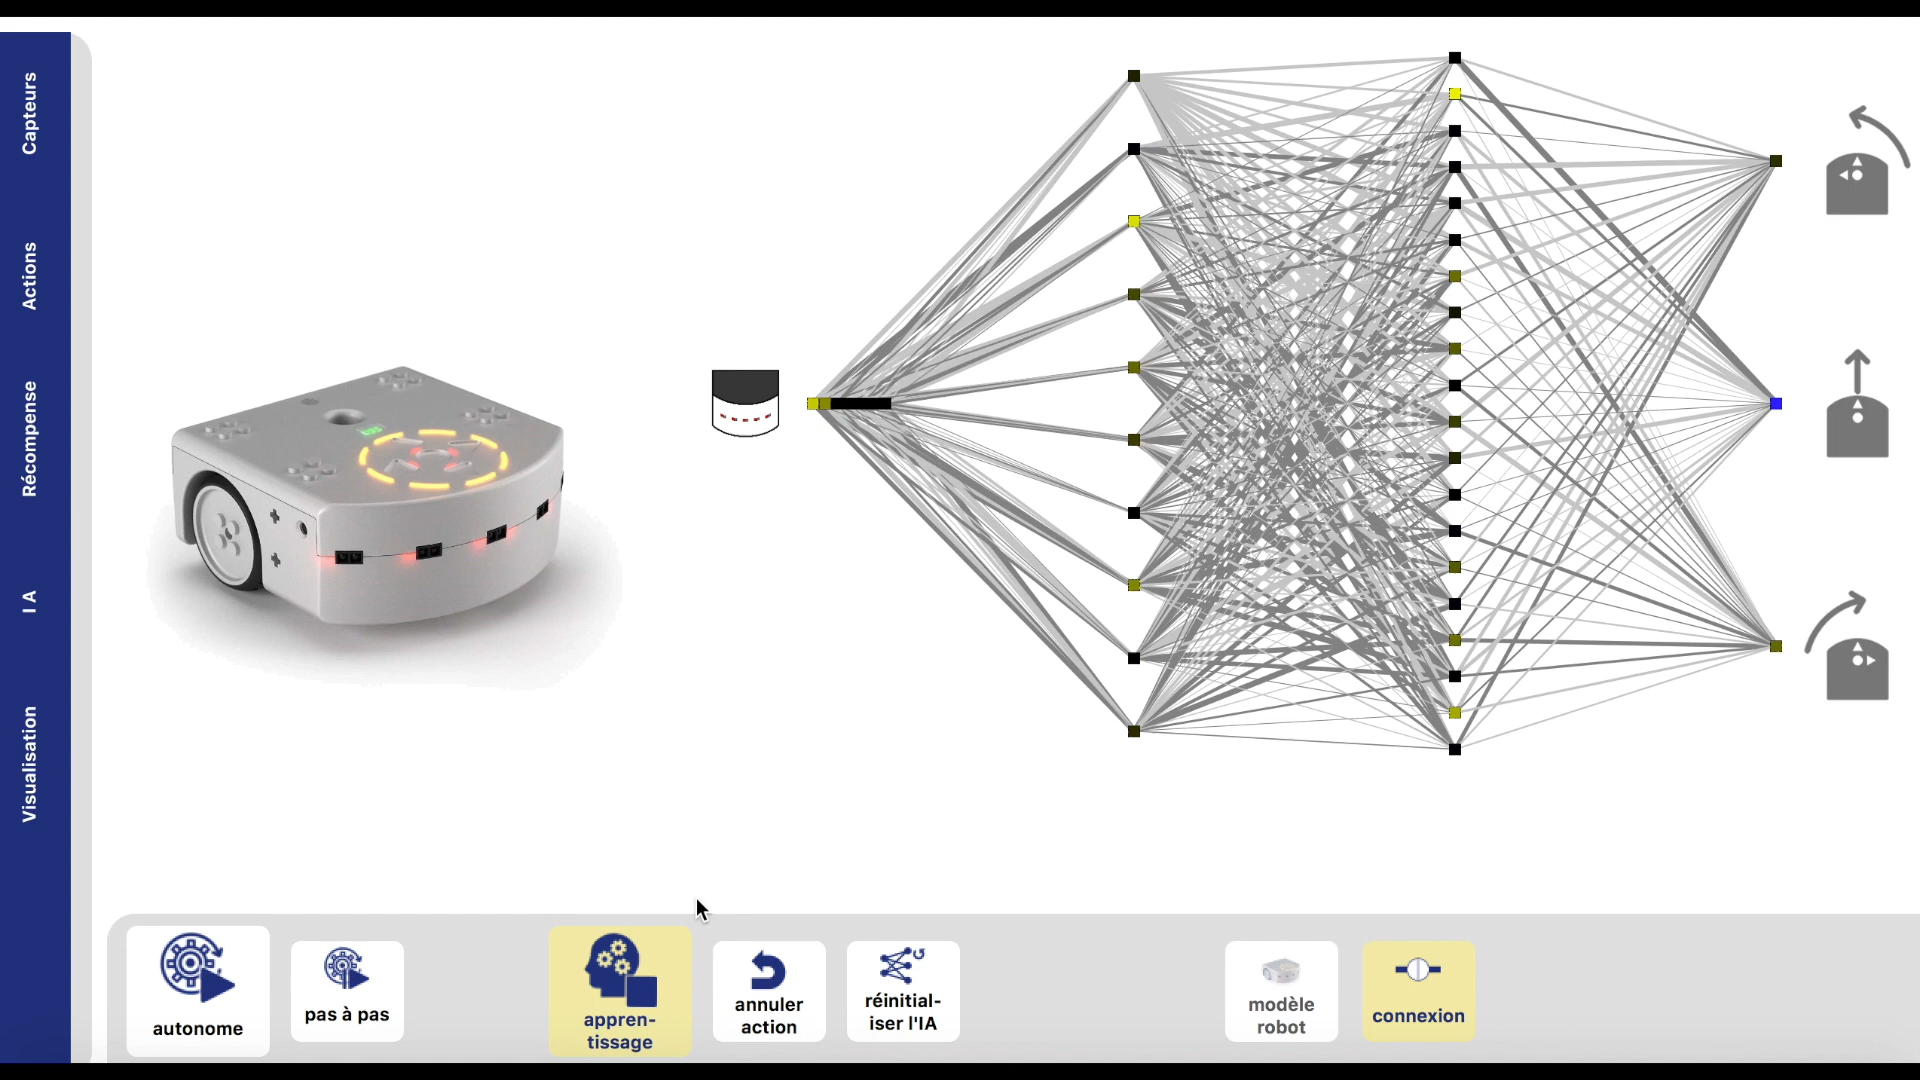 Capteurs
Actions
Récompense
I A
Visualisation
autonome
pas à pas
appren-
tissage
annuler
action
réinitial-
iser l'IA
modèle
robot
connexion